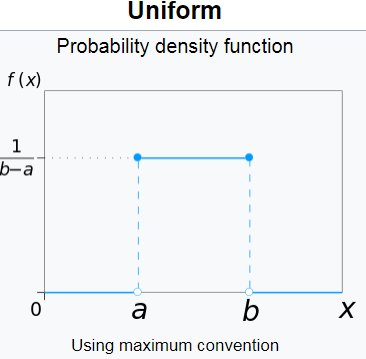 Uniform
Probability density function
f (x)
1
b−a
0 a b x
Using maximum convention